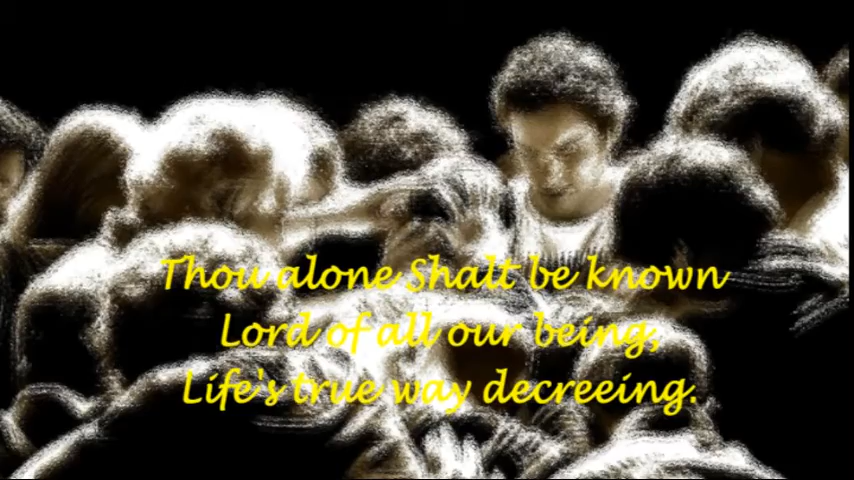 Thou alone Shalt be known
Lord of all our being,
Life's true way decreeing.